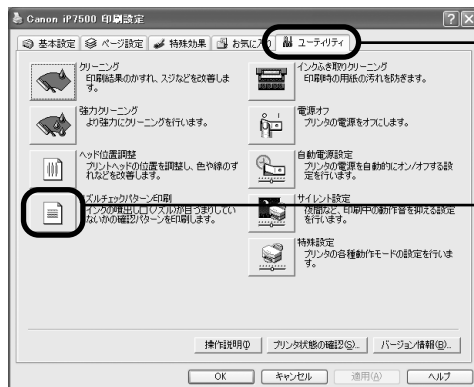 Canon iP7500 印刷設定
基本設定 ページ設定 特殊効果 お気に入り ユーティリティ
クリーニング
印刷結果のかすれ、スジなどを改善しま
す。
インクふき取りクリーニング
印刷時の用紙の汚れを防ぎます。
強力クリーニング
より強力にクリーニングを行います。
電源オフ
プリンタの電源をオフにします。
ヘッド位置調整
プリントヘッドの位置を調整し、色や線のず
れなどを改善します。
自動電源設定
プリンタの電源を自動的にオン/オフする設
定を行います。
ズルチェックパターン印刷
インクの噴出し口(ノズル)が目づまりしてい
ないかの確認パターンを印刷します。
サイレント設定
夜間など、印刷中の動作音を抑える設定
を行います。
特殊設定
プリンタの各種動作モードの設定を行いま
す。
操作説明(I) プリンタ状態の確認(S)... バージョン情報(B)...
OK キャンセル 適用(A) ヘルプ